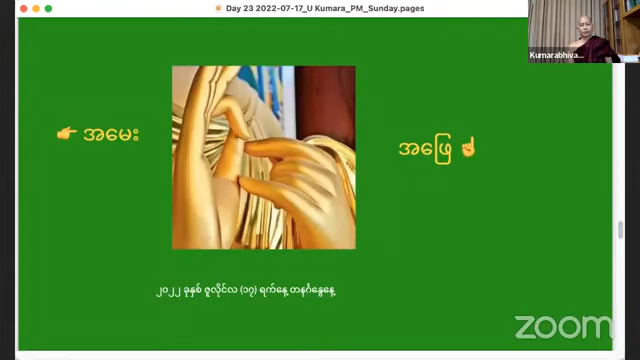 Day 23 2022-07-17_U Kumara_PM_Sunday.pages
Kumarabhiva...
အမေး
အဖြေ
၂၀၂၂ ခုနှစ် ဇူလိုင်လ (၁၇) ရက်နေ့ တနင်္ဂနွေနေ့
zoom